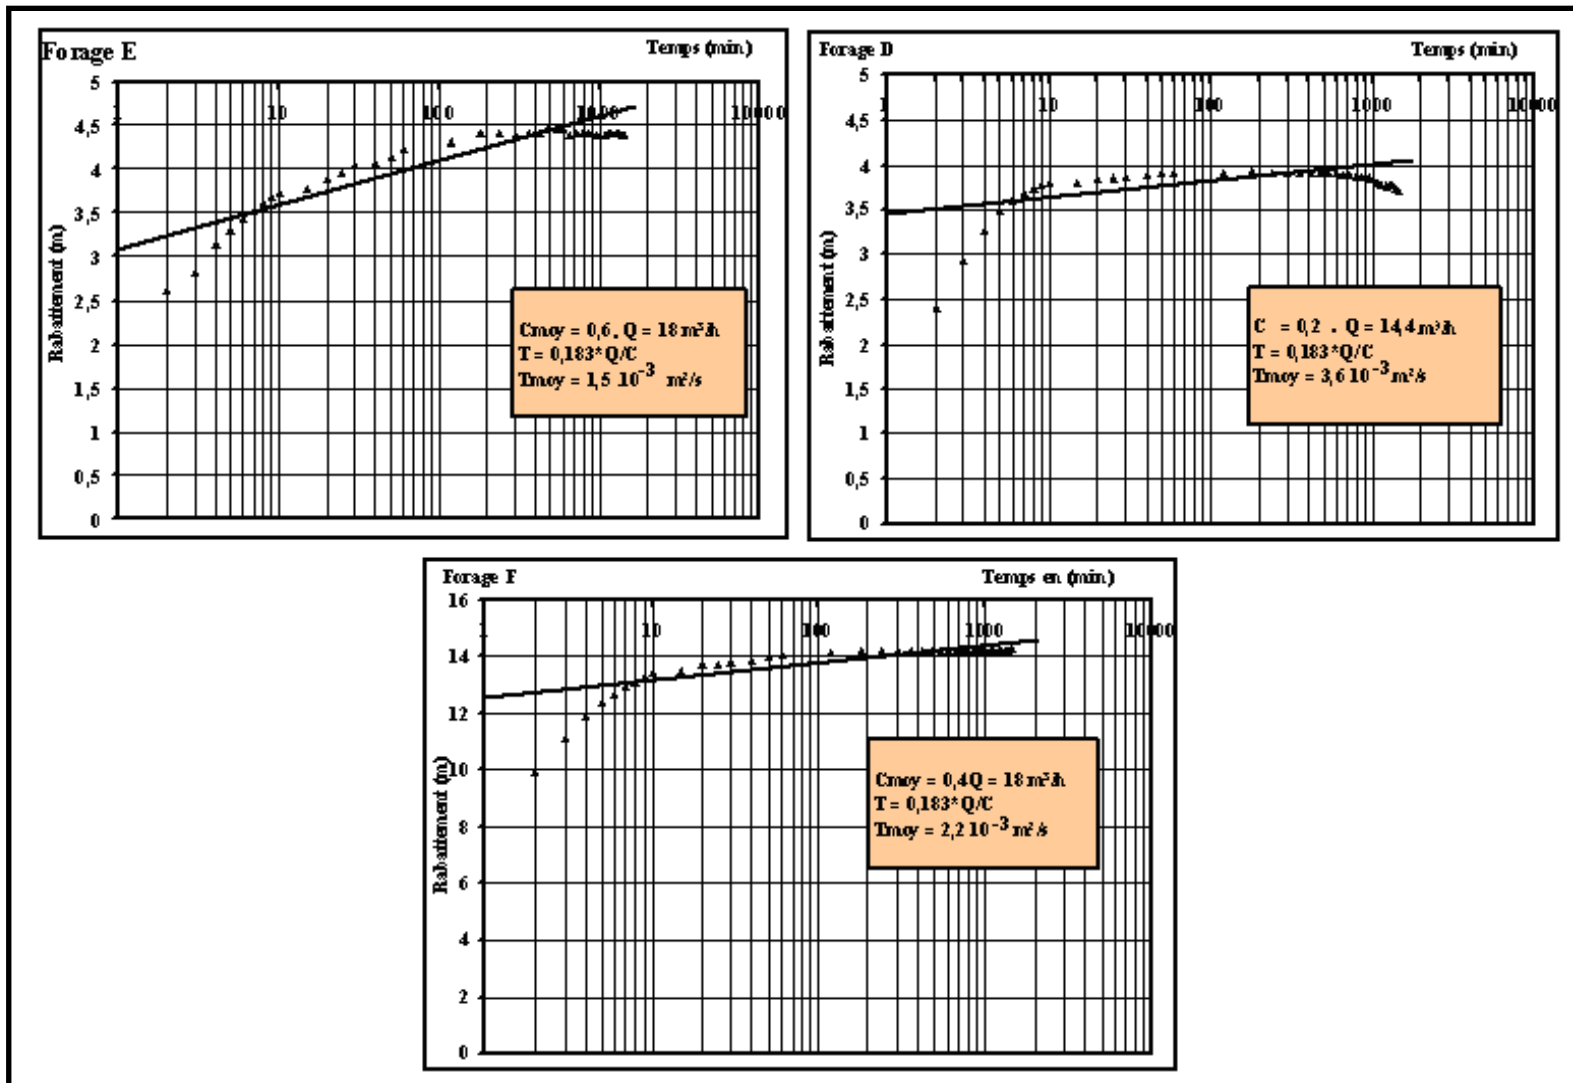 Forage E
Temps (min)
5
4,5
4
3,5
3
2,5
2
1,5
1
0,5
0
1
10
100
1000
10000
Rabattement (m)
Cmoy = 0,6. Q = 18 m³/h
T = 0,183*Q/C
Tmoy = 1,5 10⁻³ m²/s
Forage D
Temps (min)
5
4,5
4
3,5
3
2,5
2
1,5
1
0,5
0
1
10
100
1000
10000
Rabattement (m)
C = 0,2 . Q = 14,4 m³/h
T = 0,183*Q/C
Tmoy = 3,6 10⁻³ m²/s
Forage F
Temps en (min)
16
14
12
10
8
6
4
2
0
1
10
100
1000
10000
Rabattement (m)
Cmoy = 0,4Q = 18 m³/h
T = 0,183*Q/C
Tmoy = 2,2 10⁻³ m²/s